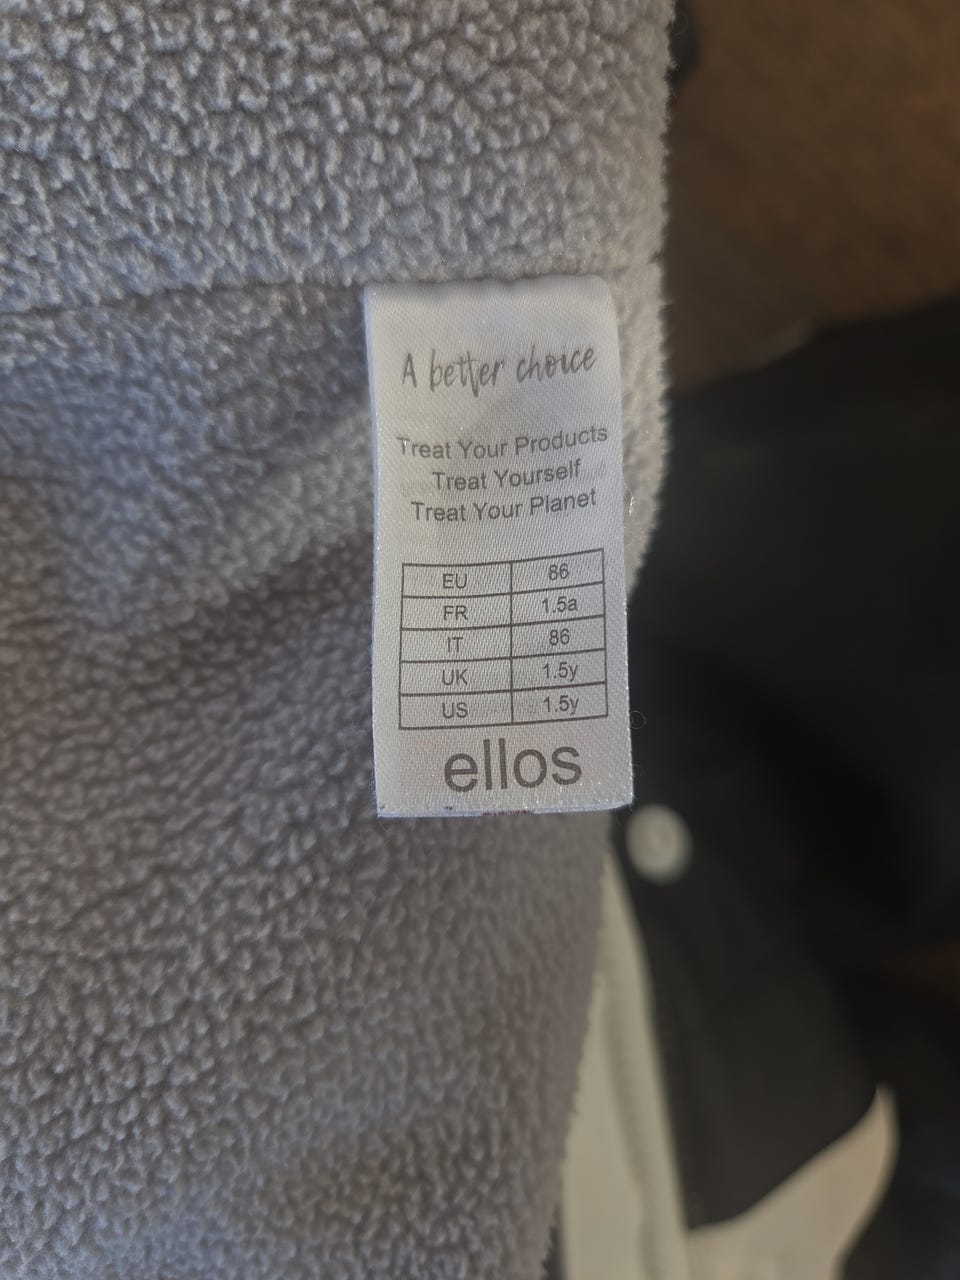 A better choice
Treat Your Products
Treat Yourself
Treat Your Planet
EU 86
FR 1.5a
IT 86
UK 1.5y
US 1.5y
ellos